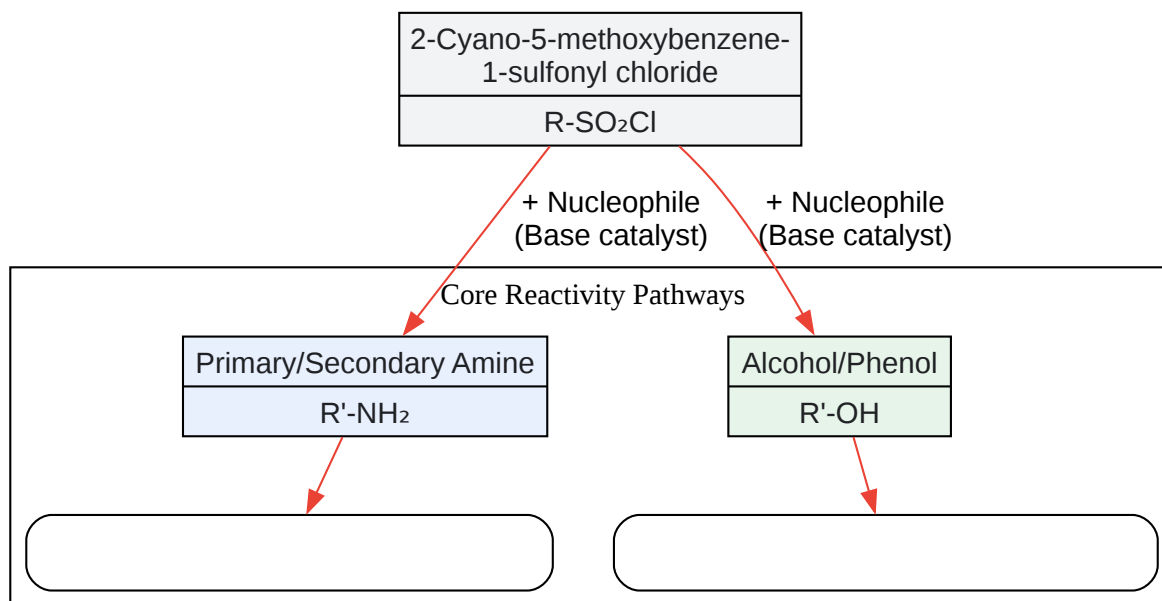 2-Cyano-5-methoxybenzene-
1-sulfonyl chloride
R-SO₂Cl
+ Nucleophile
(Base catalyst)
+ Nucleophile
(Base catalyst)
Core Reactivity Pathways
Primary/Secondary Amine
R'-NH₂
Alcohol/Phenol
R'-OH